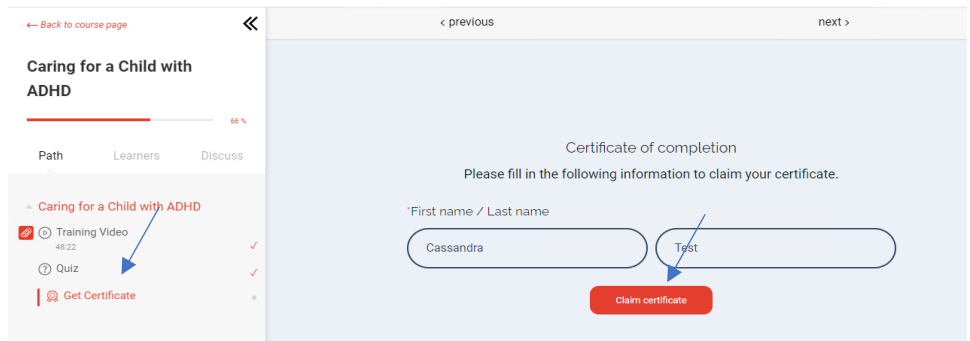 ← Back to course page
Caring for a Child with
ADHD
66 %
Path Learners Discuss
Caring for a Child with ADHD
Training Video
48:22
Quiz
Get Certificate
< previous next >
Certificate of completion
Please fill in the following information to claim your certificate.
*First name / Last name
Cassandra Test
Claim certificate